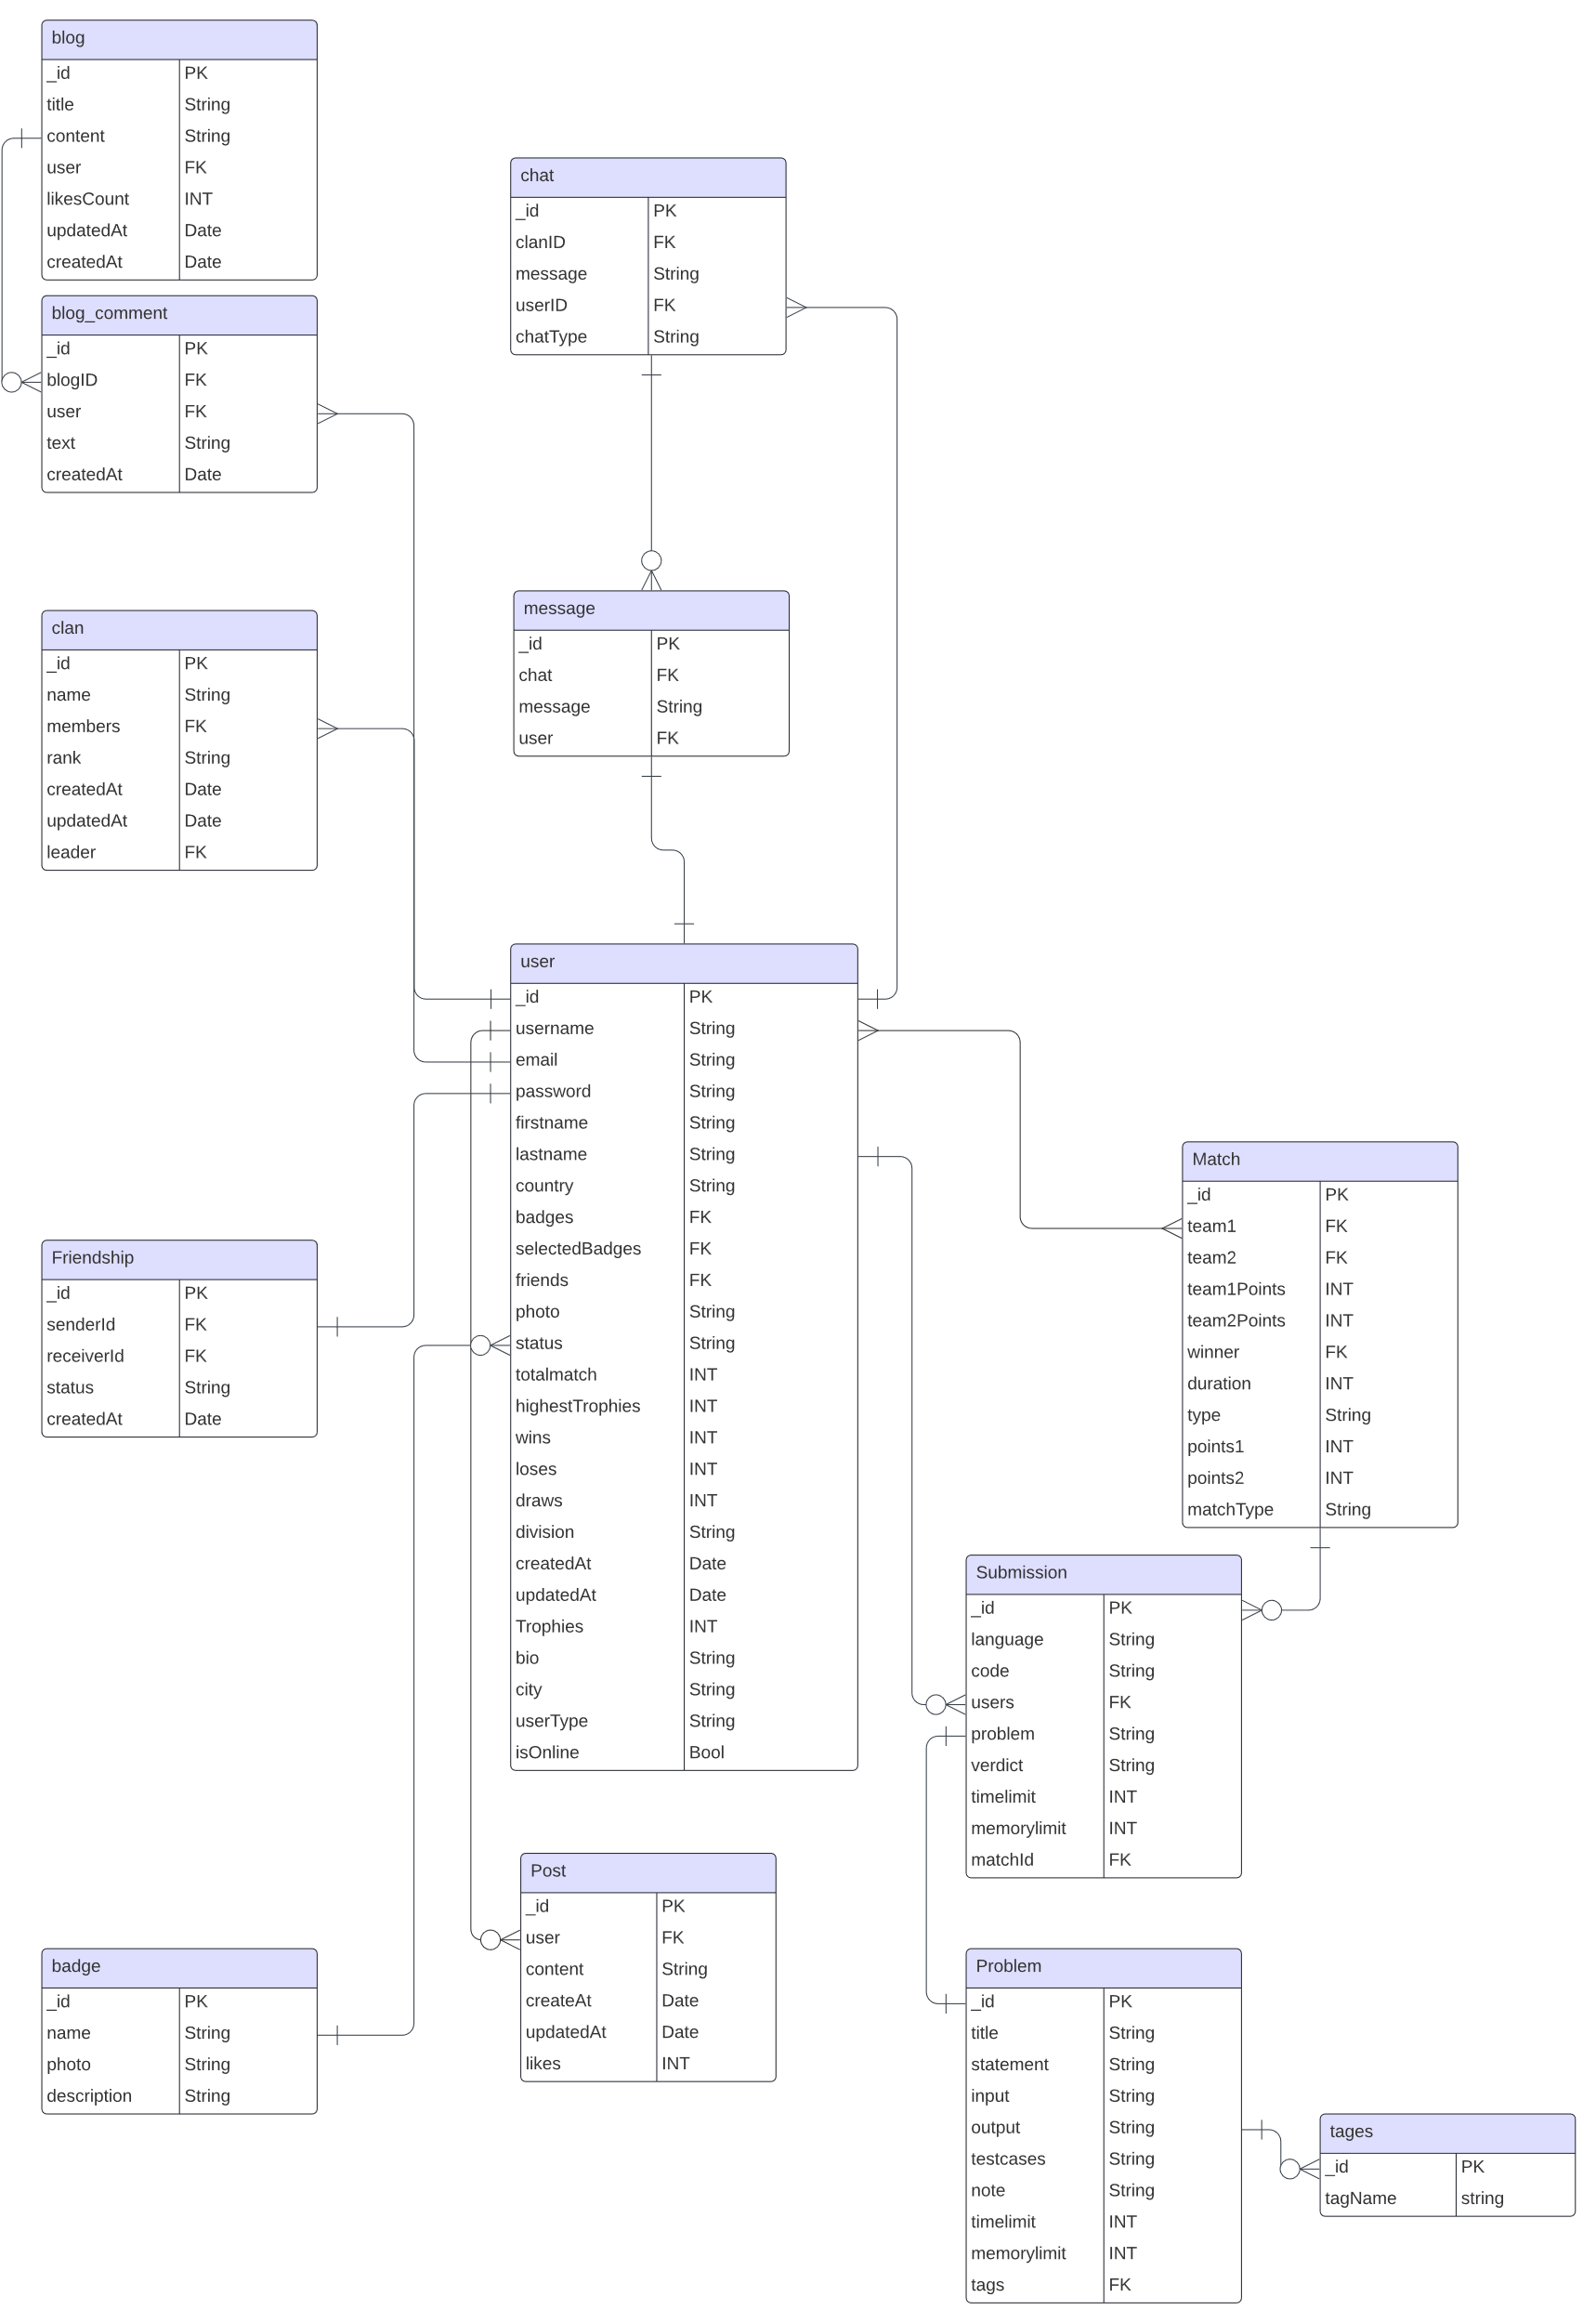 blog
_id PK
title String
content String
user FK
likesCount INT
updatedAt Date
createdAt Date
blog_comment
_id PK
blogID FK
user FK
text String
createdAt Date
chat
_id PK
clanID FK
message String
userID FK
chatType String
message
_id PK
chat FK
message String
user FK
clan
_id PK
name String
members FK
rank String
createdAt Date
updatedAt Date
leader FK
user
_id PK
username String
email String
password String
firstname String
lastname String
country String
badges FK
selectedBadges FK
friends FK
photo String
status String
totalmatch INT
highestTrophies INT
wins INT
loses INT
draws INT
division String
createdAt Date
updatedAt Date
Trophies INT
bio String
city String
userType String
isOnline Bool
Match
_id PK
team1 FK
team2 FK
team1Points INT
team2Points INT
winner FK
duration INT
type String
points1 INT
points2 INT
matchType String
Friendship
_id PK
senderId FK
receiverId FK
status String
createdAt Date
Submission
_id PK
language String
code String
users FK
problem String
verdict String
timelimit INT
memorylimit INT
matchId FK
Post
_id PK
user FK
content String
createAt Date
updatedAt Date
likes INT
badge
_id PK
name String
photo String
description String
Problem
_id PK
title String
statement String
input String
output String
testcases String
note String
timelimit INT
memorylimit INT
tags FK
tages
_id PK
tagName string